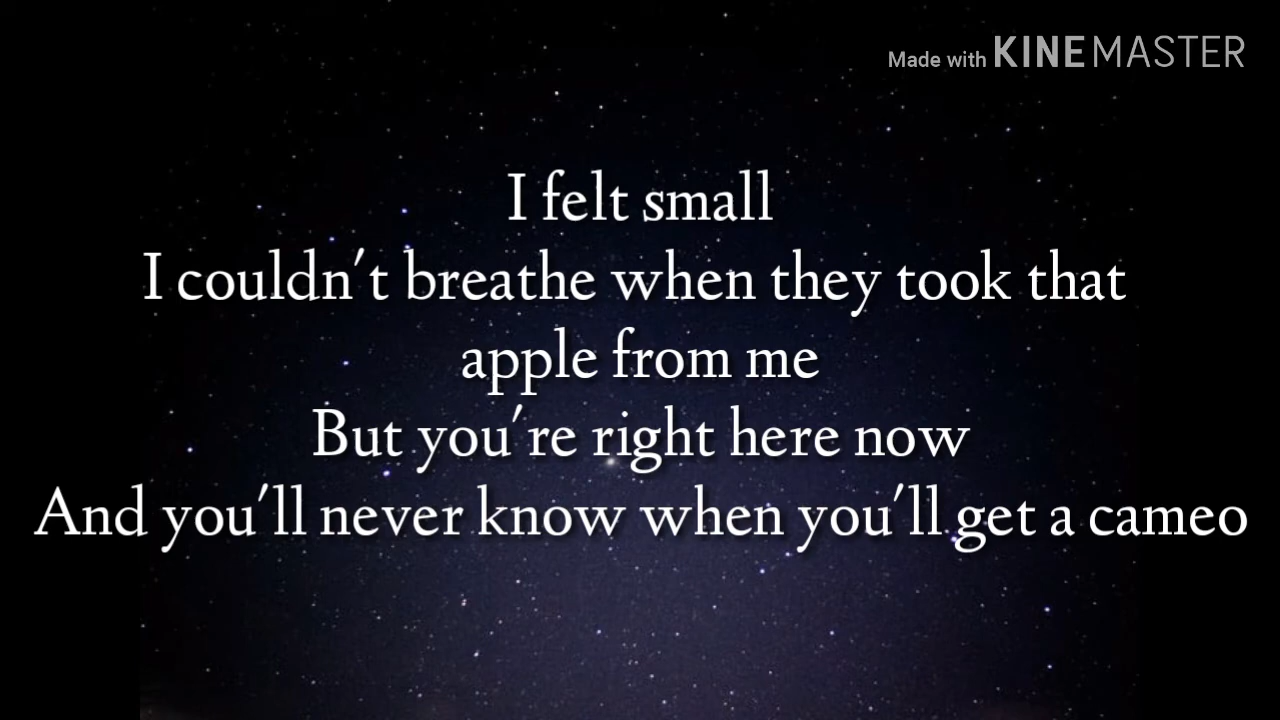 Made with KINEMASTER
I felt small
I couldn't breathe when they took that
apple from me
But you're right here now
And you'll never know when you'll get a cameo